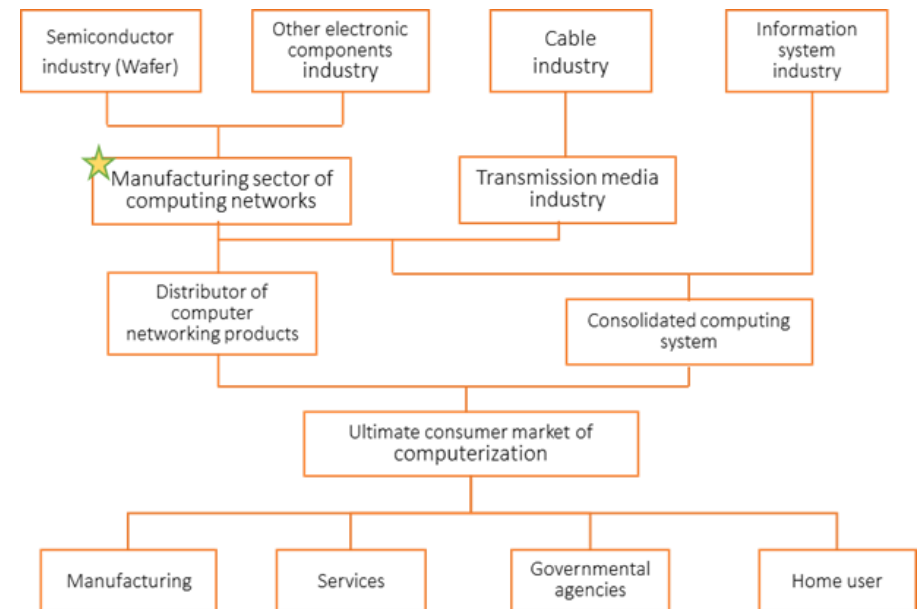 Semiconductor
industry (Wafer)
Other electronic
components
industry
Cable
industry
Information
system
industry
Manufacturing sector of
computing networks
Transmission media
industry
Distributor of
computer
networking products
Consolidated computing
system
Ultimate consumer market of
computerization
Manufacturing
Services
Governmental
agencies
Home user